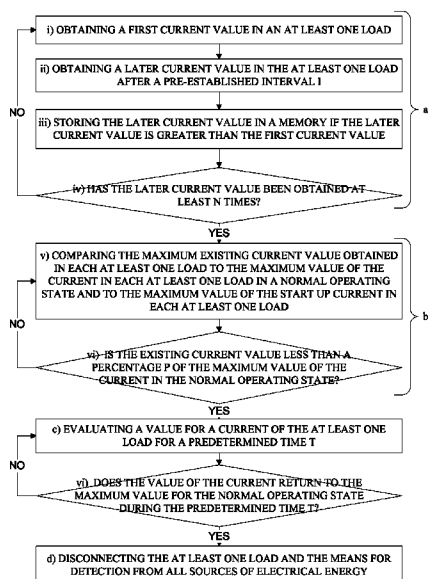 i) OBTAINING A FIRST CURRENT VALUE IN AN AT LEAST ONE LOAD
ii) OBTAINING A LATER CURRENT VALUE IN THE AT LEAST ONE LOAD
AFTER A PRE-ESTABLISHED INTERVAL I
NO
a
iii) STORING THE LATER CURRENT VALUE IN A MEMORY IF THE LATER
CURRENT VALUE IS GREATER THAN THE FIRST CURRENT VALUE
iv) HAS THE LATER CURRENT VALUE BEEN OBTAINED AT
LEAST N TIMES?
YES
v) COMPARING THE MAXIMUM EXISTING CURRENT VALUE OBTAINED
IN EACH AT LEAST ONE LOAD TO THE MAXIMUM VALUE OF THE
CURRENT IN EACH AT LEAST ONE LOAD IN A NORMAL OPERATING
STATE AND TO THE MAXIMUM VALUE OF THE START UP CURRENT IN
EACH AT LEAST ONE LOAD
NO
b
vi) IS THE EXISTING CURRENT VALUE LESS THAN A
PERCENTAGE P OF THE MAXIMUM VALUE OF THE
CURRENT IN THE NORMAL OPERATING STATE?
YES
c) EVALUATING A VALUE FOR A CURRENT OF THE AT LEAST ONE
LOAD FOR A PREDETERMINED TIME T
NO
vi) DOES THE VALUE OF THE CURRENT RETURN TO THE
MAXIMUM VALUE FOR THE NORMAL OPERATING STATE
DURING THE PREDETERMINED TIME T?
YES
d) DISCONNECTING THE AT LEAST ONE LOAD AND THE MEANS FOR
DETECTION FROM ALL SOURCES OF ELECTRICAL ENERGY